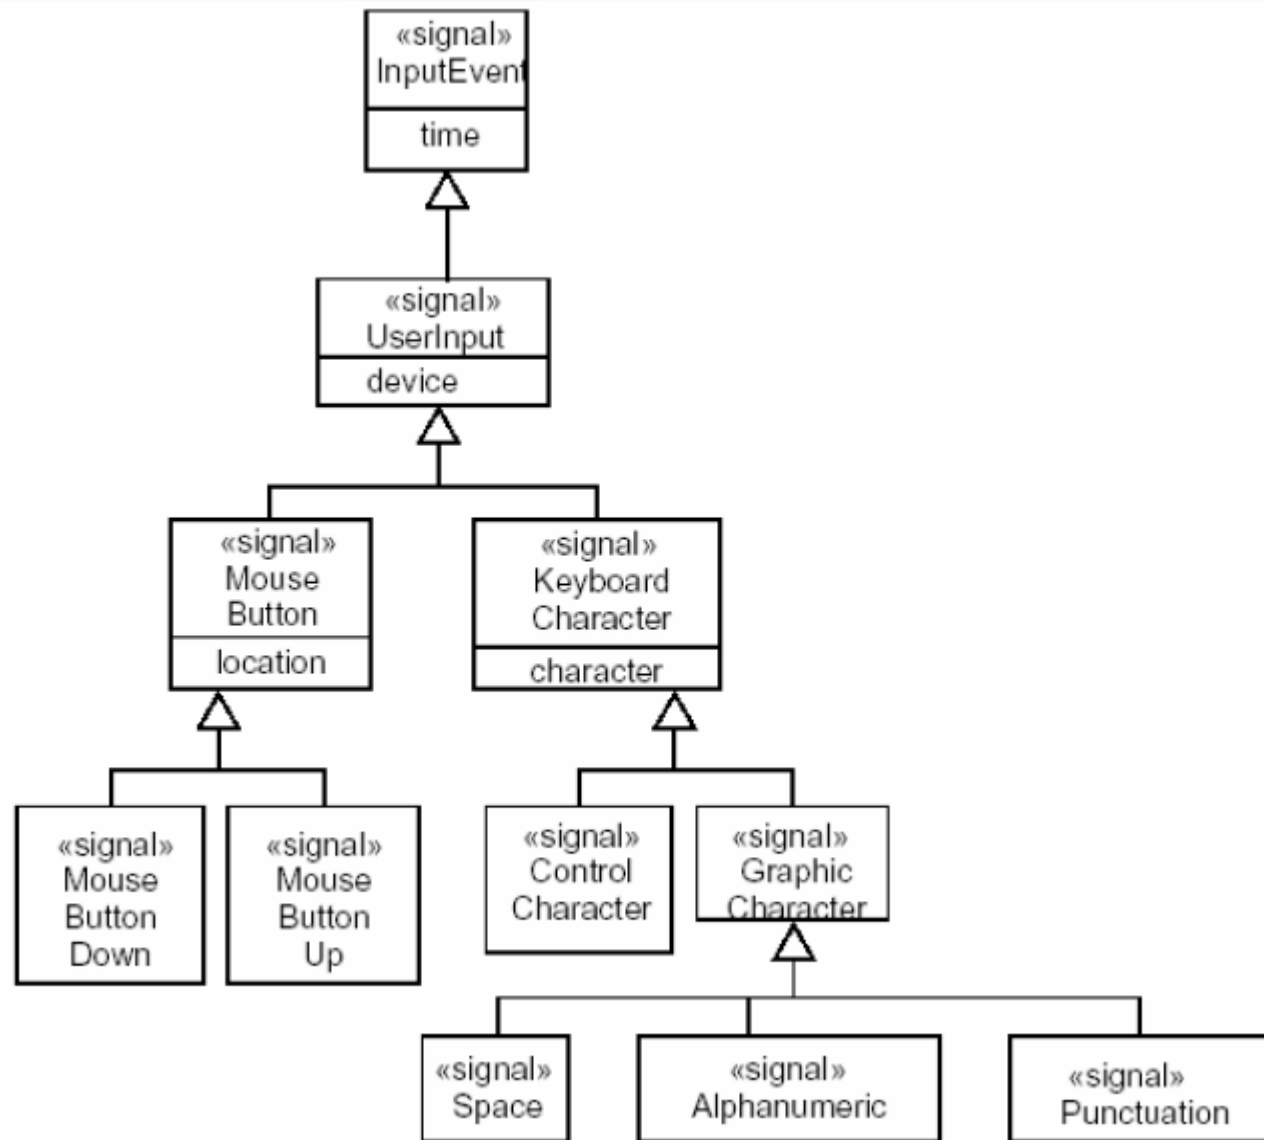 «signal»
InputEvent
time
«signal»
UserInput
device
«signal»
Mouse
Button
location
«signal»
Keyboard
Character
character
«signal»
Mouse
Button
Down
«signal»
Mouse
Button
Up
«signal»
Control
Character
«signal»
Graphic
Character
«signal»
Space
«signal»
Alphanumeric
«signal»
Punctuation